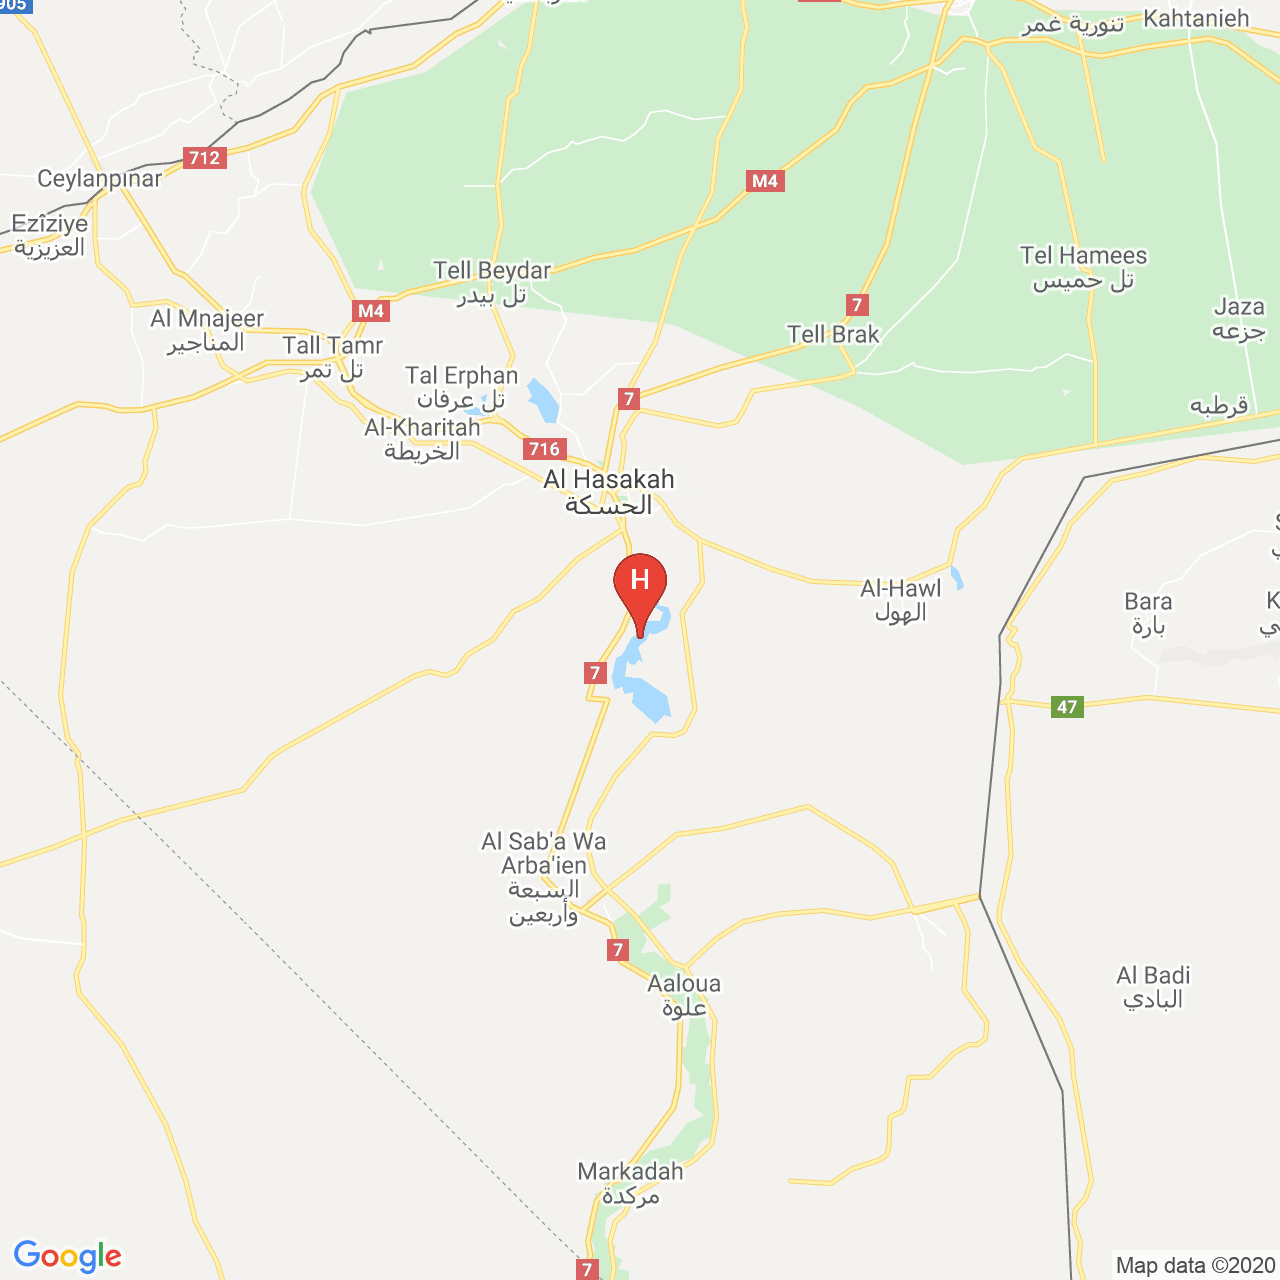 905
Kahtanieh
تنورية غمر
712
Ceylanpınar
M4
Ezîziye
العزيزية
Tel Hamees
تل حميس
Tell Beydar
تل بيدر
Jaza
جزعه
7
M4
Al Mnajeer
المناجير
Tell Brak
Tall Tamr
تل تمر
Tal Erphan
تل عرفان
7
قرطبه
Al-Kharitah
الخريطة
716
Al Hasakah
الحسكة
H
Al-Hawl
الهول
Bara
بارة
7
47
Al Sab'a Wa
Arba'ien
السبعة
وأربعين
7
Aaloua
علوة
Al Badi
البادي
Markadah
مركدة
7
Google
Map data ©2020